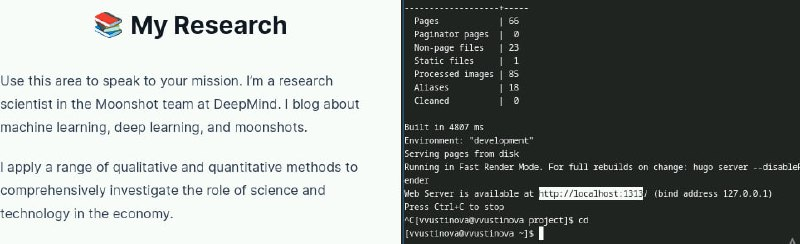 📚 My Research
Use this area to speak to your mission. I'm a research
scientist in the Moonshot team at DeepMind. I blog about
machine learning, deep learning, and moonshots.
I apply a range of qualitative and quantitative methods to
comprehensively investigate the role of science and
technology in the economy.
-------------------+-----
Pages | 66
Paginator pages | 0
Non-page files | 23
Static files | 1
Processed images | 85
Aliases | 18
Cleaned | 0
Built in 4807 ms
Environment: "development"
Serving pages from disk
Running in Fast Render Mode. For full rebuilds on change: hugo server --disableF
ender
Web Server is available at http://localhost:1313/ (bind address 127.0.0.1)
Press Ctrl+C to stop
^C[vvustinova@vvustinova project]$ cd
[vvustinova@vvustinova ~]$